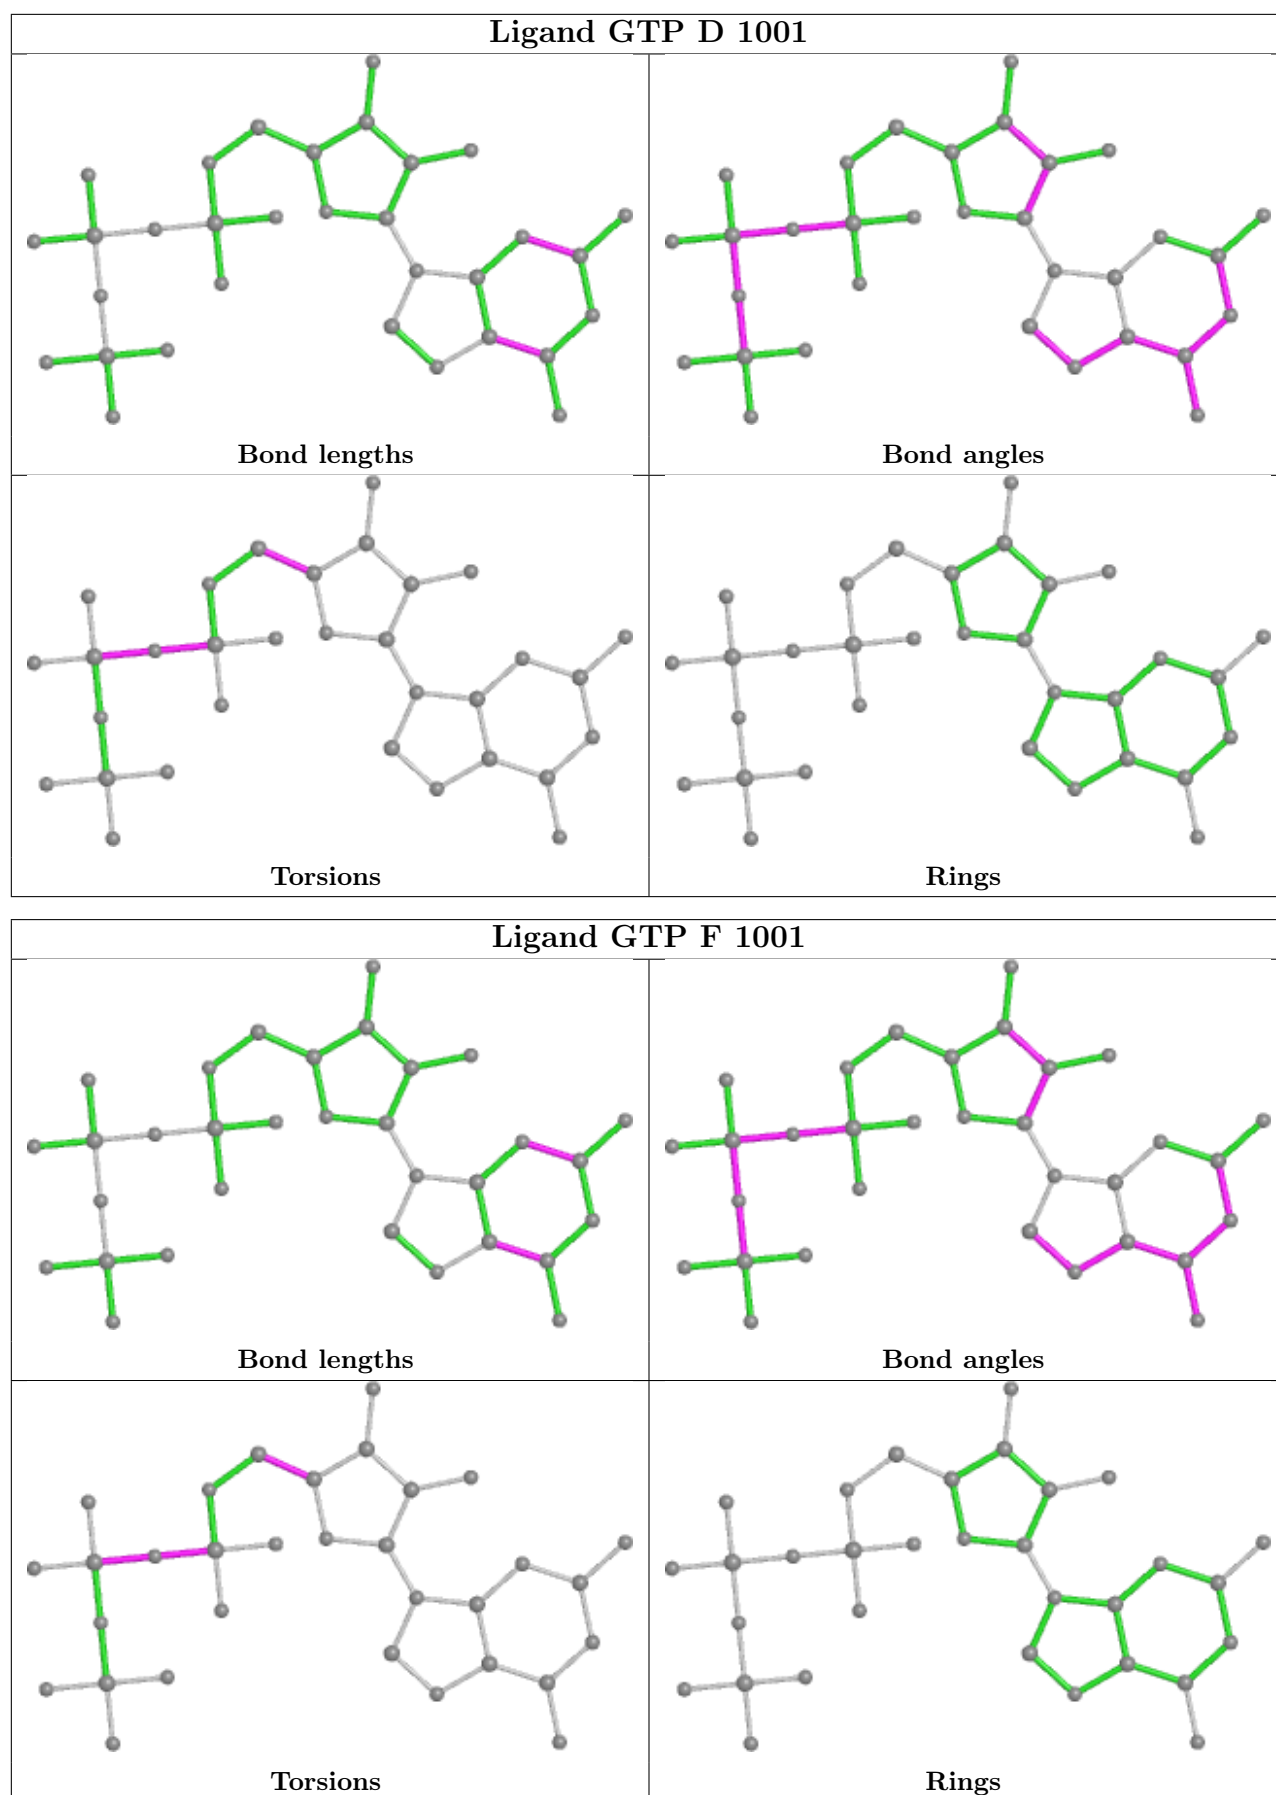 Ligand GTP D 1001
Bond lengths
Bond angles
Torsions
Rings
Ligand GTP F 1001
Bond lengths
Bond angles
Torsions
Rings